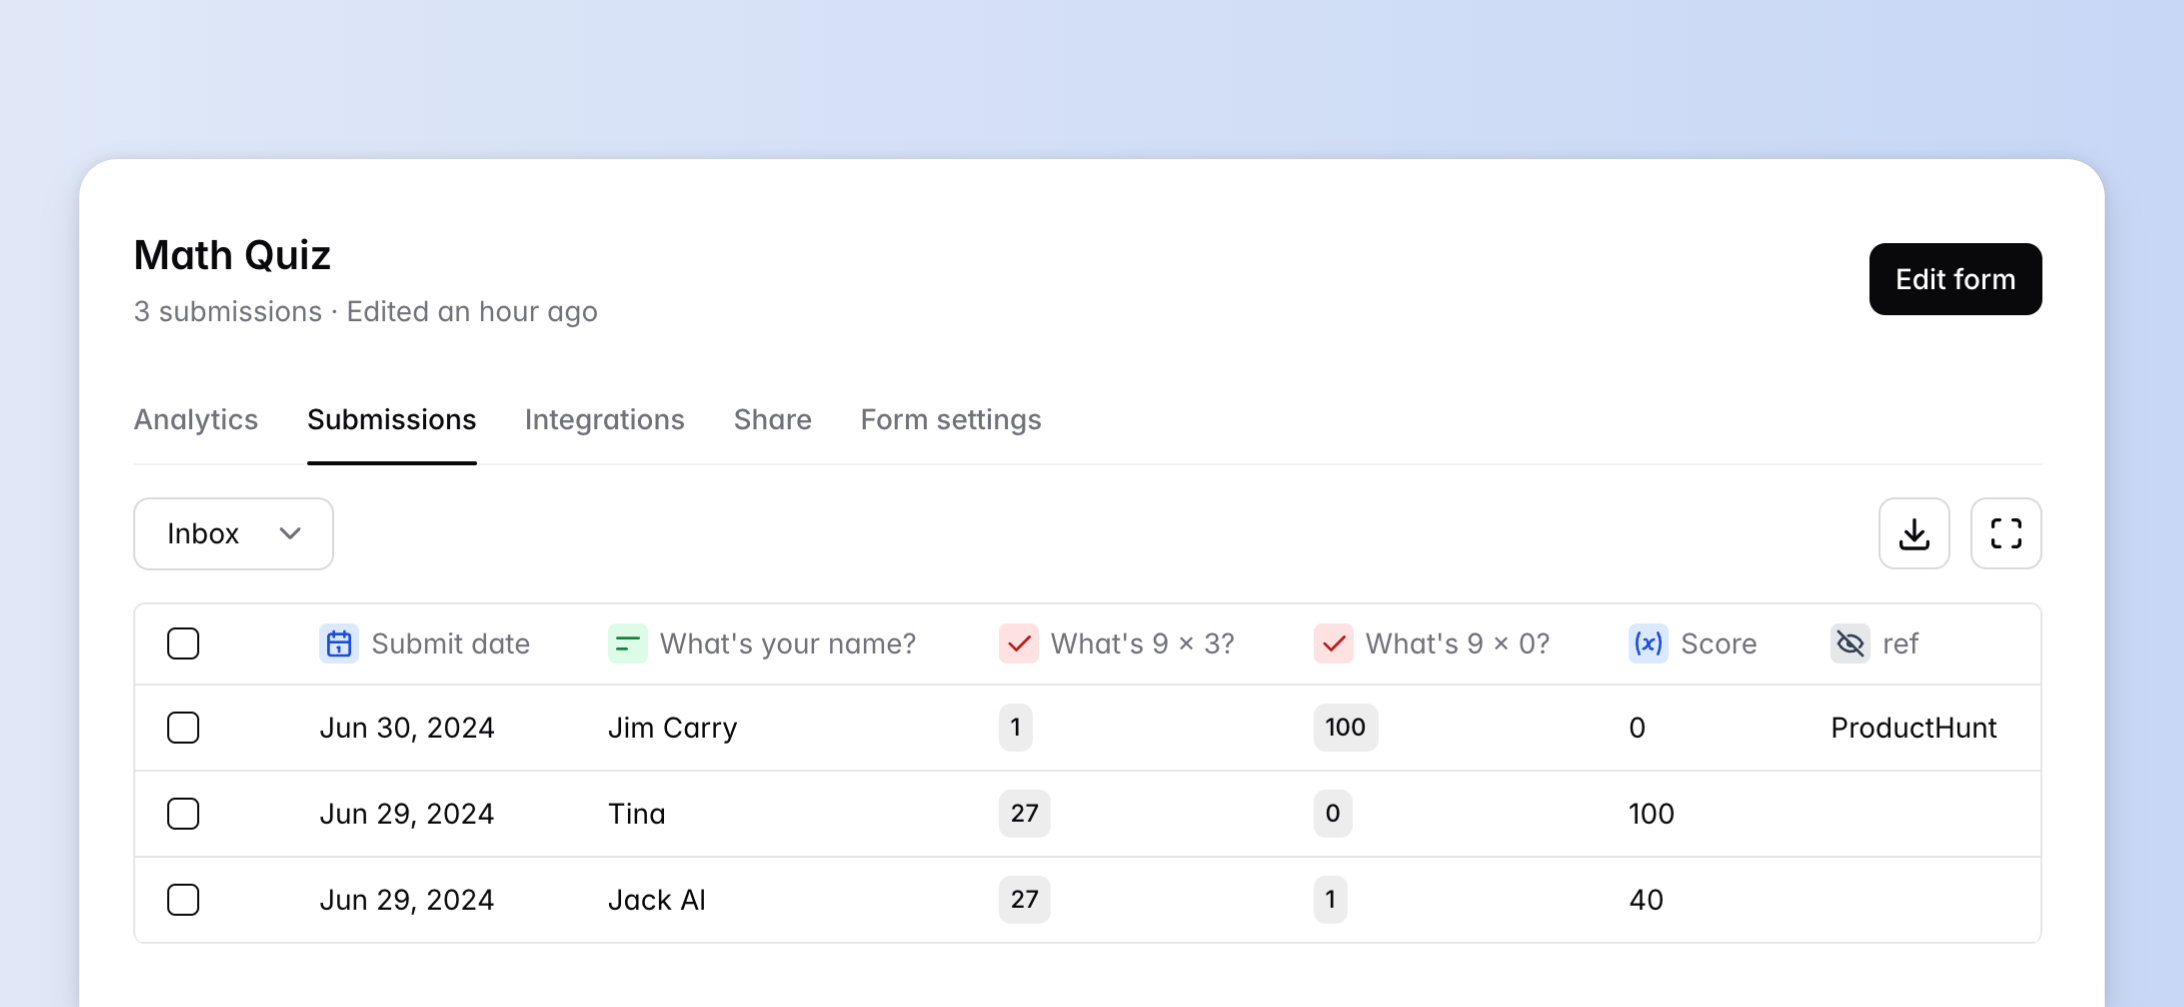 Math Quiz
3 submissions · Edited an hour ago
Edit form
Analytics Submissions Integrations Share Form settings
Inbox
Submit date What's your name? What's 9 × 3? What's 9 × 0? (x) Score ref
Jun 30, 2024 Jim Carry 1 100 0 ProductHunt
Jun 29, 2024 Tina 27 0 100
Jun 29, 2024 Jack Al 27 1 40